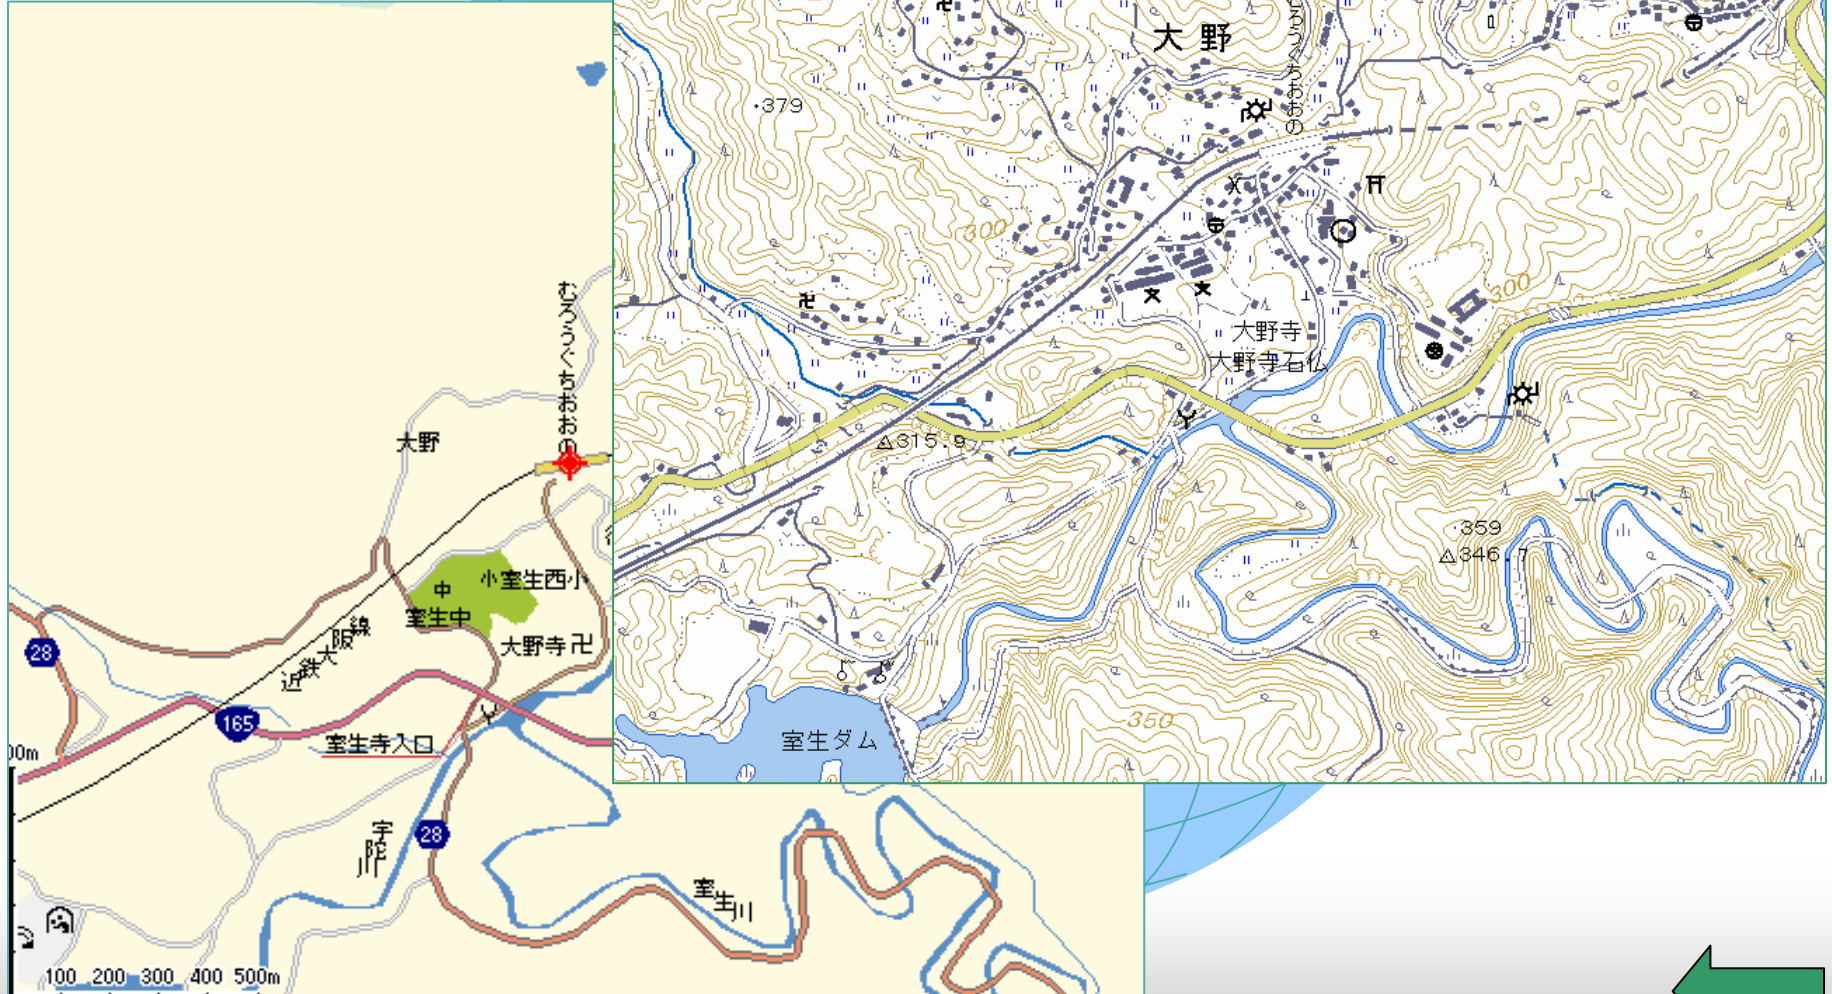 むろうぐちおおの
大野
中
小室生西小
室生中
大野寺卍
近鉄大阪線
28
165
室生寺入口
00m
宇陀川
28
室生川
100 200 300 400 500m
大野
ろうぐちおおの
・379
300
300
大野寺
大野寺石仏
315.9
359
346.7
350
室生ダム